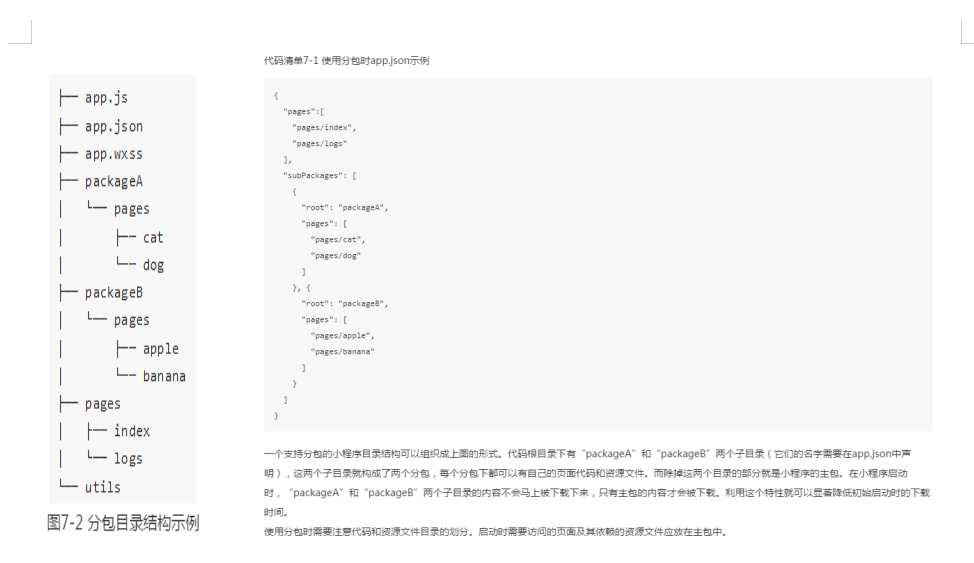 ├── app.js
├── app.json
├── app.wxss
├── packageA
│   └── pages
│       ├── cat
│       └── dog
├── packageB
│   └── pages
│       ├── apple
│       └── banana
├── pages
│   ├── index
│   └── logs
└── utils
图7-2 分包目录结构示例
代码清单7-1 使用分包时app.json示例
{
  "pages":[
    "pages/index",
    "pages/logs"
  ],
  "subPackages": [
    {
      "root": "packageA",
      "pages": [
        "pages/cat",
        "pages/dog"
      ]
    }, {
      "root": "packageB",
      "pages": [
        "pages/apple",
        "pages/banana"
      ]
    }
  ]
}
一个支持分包的小程序目录结构可以组织成上图的形式。代码根目录下有“packageA”和“packageB”两个子目录（它们的名字需要在app.json中声
明），这两个子目录就构成了两个分包，每个分包下都可以有自己的页面代码和资源文件。而除掉这两个目录的部分就是小程序的主包。在小程序启动
时，“packageA”和“packageB”两个子目录的内容不会马上被下载下来，只有主包的内容才会被下载。利用这个特性就可以显著降低初始启动时的下载
时间。
使用分包时需要注意代码和资源文件目录的划分。启动时需要访问的页面及其依赖的资源文件应放在主包中。